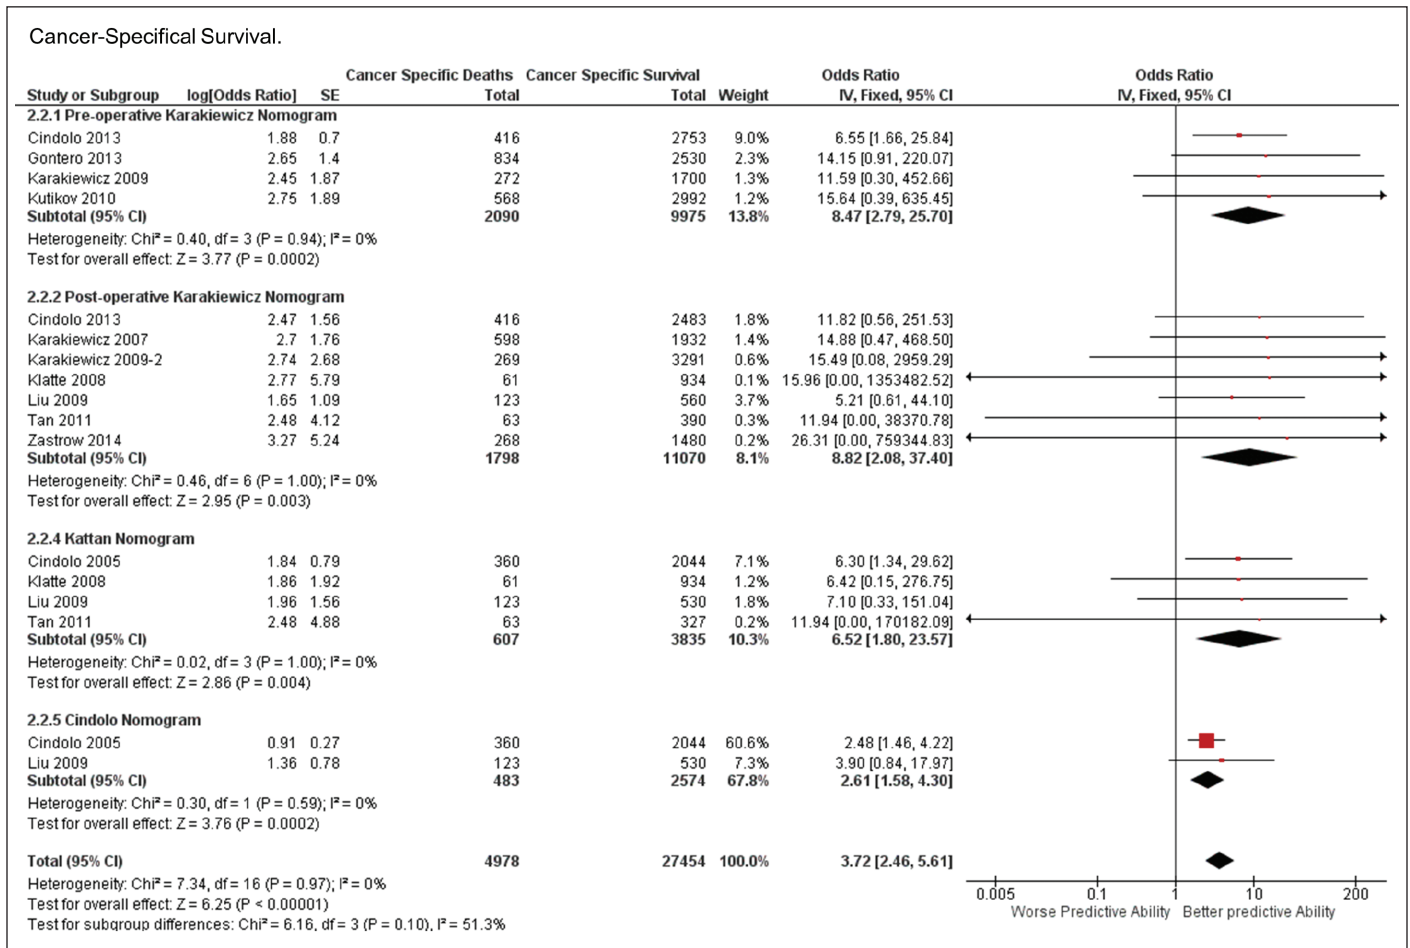 Cancer-Specifical Survival.
Cancer Specific Deaths Cancer Specific Survival Odds Ratio Odds Ratio
Study or Subgroup log[Odds Ratio] SE Total Total Weight IV, Fixed, 95% CI IV, Fixed, 95% CI
2.2.1 Pre-operative Karakiewicz Nomogram
Cindolo 2013 1.88 0.7 416 2753 9.0% 6.55 [1.66, 25.84]
Gontero 2013 2.65 1.4 834 2530 2.3% 14.15 [0.91, 220.07]
Karakiewicz 2009 2.45 1.87 272 1700 1.3% 11.59 [0.30, 452.66]
Kutikov 2010 2.75 1.89 568 2992 1.2% 15.64 [0.39, 635.45]
Subtotal (95% CI) 2090 9975 13.8% 8.47 [2.79, 25.70]
Heterogeneity: Chi² = 0.40, df = 3 (P = 0.94); I² = 0%
Test for overall effect: Z = 3.77 (P = 0.0002)
2.2.2 Post-operative Karakiewicz Nomogram
Cindolo 2013 2.47 1.56 416 2483 1.8% 11.82 [0.56, 251.53]
Karakiewicz 2007 2.7 1.76 598 1932 1.4% 14.88 [0.47, 468.50]
Karakiewicz 2009-2 2.74 2.68 269 3291 0.6% 15.49 [0.08, 2959.29]
Klatte 2008 2.77 5.79 61 934 0.1% 15.96 [0.00, 1353482.52]
Liu 2009 1.65 1.09 123 560 3.7% 5.21 [0.61, 44.10]
Tan 2011 2.48 4.12 63 390 0.3% 11.94 [0.00, 38370.78]
Zastrow 2014 3.27 5.24 268 1480 0.2% 26.31 [0.00, 759344.83]
Subtotal (95% CI) 1798 11070 8.1% 8.82 [2.08, 37.40]
Heterogeneity: Chi² = 0.46, df = 6 (P = 1.00); I² = 0%
Test for overall effect: Z = 2.95 (P = 0.003)
2.2.4 Kattan Nomogram
Cindolo 2005 1.84 0.79 360 2044 7.1% 6.30 [1.34, 29.62]
Klatte 2008 1.86 1.92 61 934 1.2% 6.42 [0.15, 276.75]
Liu 2009 1.96 1.56 123 530 1.8% 7.10 [0.33, 151.04]
Tan 2011 2.48 4.88 63 327 0.2% 11.94 [0.00, 170182.09]
Subtotal (95% CI) 607 3835 10.3% 6.52 [1.80, 23.57]
Heterogeneity: Chi² = 0.02, df = 3 (P = 1.00); I² = 0%
Test for overall effect: Z = 2.86 (P = 0.004)
2.2.5 Cindolo Nomogram
Cindolo 2005 0.91 0.27 360 2044 60.6% 2.48 [1.46, 4.22]
Liu 2009 1.36 0.78 123 530 7.3% 3.90 [0.84, 17.97]
Subtotal (95% CI) 483 2574 67.8% 2.61 [1.58, 4.30]
Heterogeneity: Chi² = 0.30, df = 1 (P = 0.59); I² = 0%
Test for overall effect: Z = 3.76 (P = 0.0002)
Total (95% CI) 4978 27454 100.0% 3.72 [2.46, 5.61]
Heterogeneity: Chi² = 7.34, df = 16 (P = 0.97); I² = 0%
Test for overall effect: Z = 6.25 (P < 0.00001)
Test for subgroup differences: Chi² = 6.16, df = 3 (P = 0.10), I² = 51.3%
0.005 0.1 1 10 200
Worse Predictive Ability Better predictive Ability